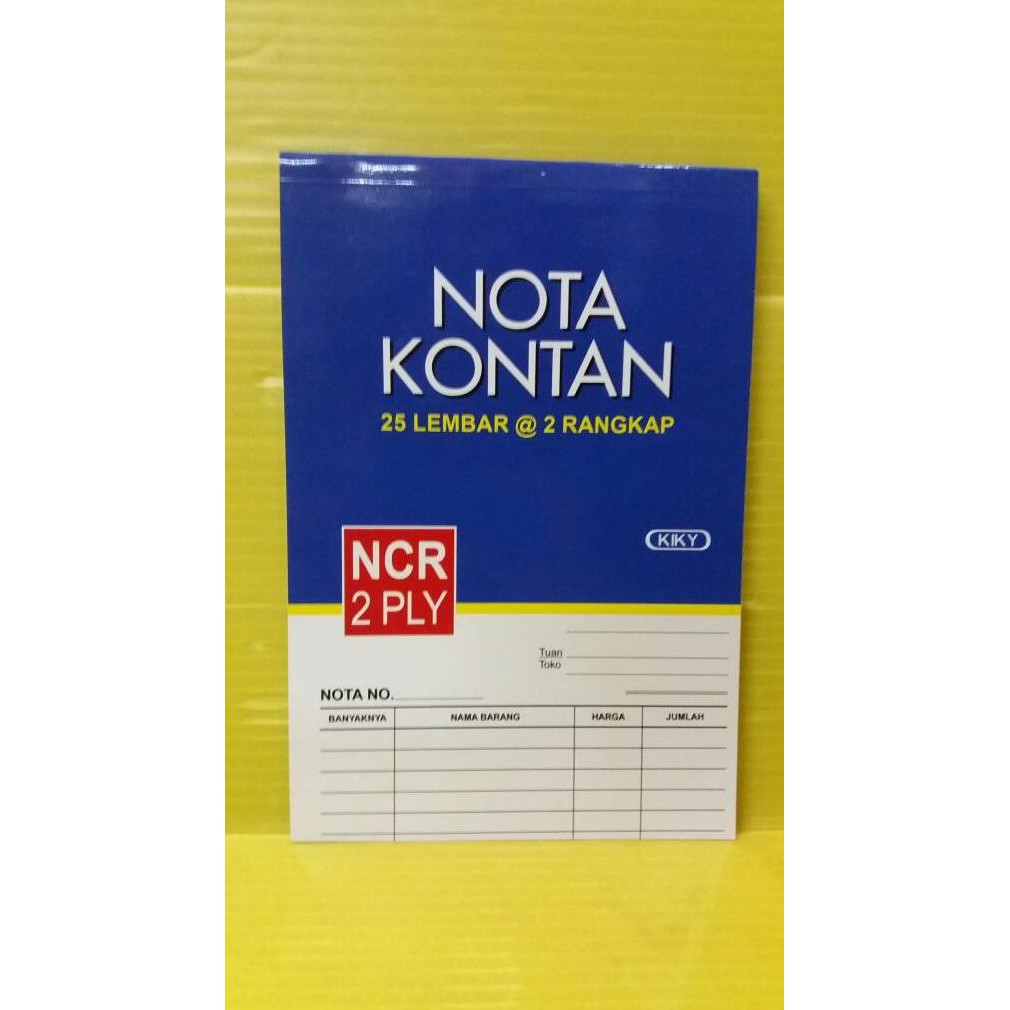 NOTA
KONTAN
25 LEMBAR @ 2 RANGKAP
KIKY
NCR
2 PLY
Tuan
Toko
NOTA NO.
BANYAKNYA NAMA BARANG HARGA JUMLAH